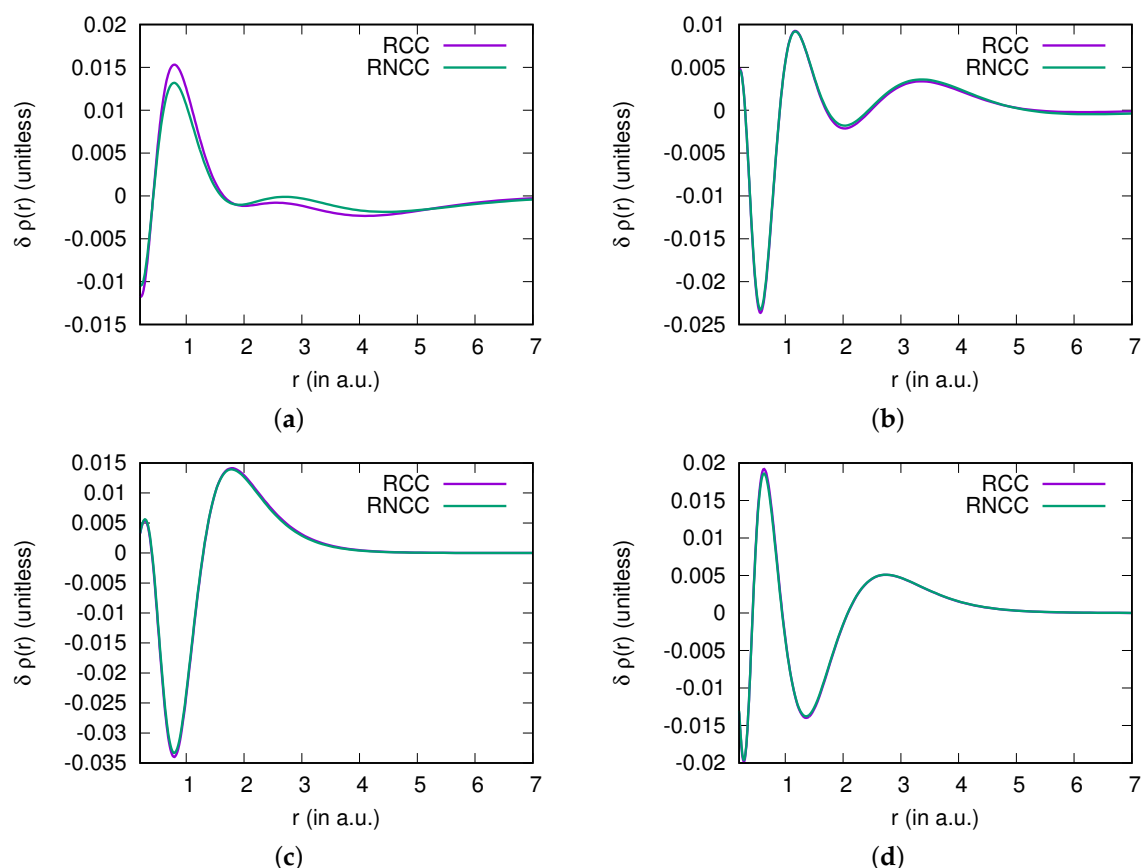 0.02
0.015
0.01
0.005
0
-0.005
-0.01
-0.015
1 2 3 4 5 6 7
δ ρ(r) (unitless)
r (in a.u.)
RCC
RNCC
(a)
0.01
0.005
0
-0.005
-0.01
-0.015
-0.02
-0.025
1 2 3 4 5 6 7
δ ρ(r) (unitless)
r (in a.u.)
RCC
RNCC
(b)
0.015
0.01
0.005
0
-0.005
-0.01
-0.015
-0.02
-0.025
-0.03
-0.035
1 2 3 4 5 6 7
δ ρ(r) (unitless)
r (in a.u.)
RCC
RNCC
(c)
0.02
0.015
0.01
0.005
0
-0.005
-0.01
-0.015
-0.02
1 2 3 4 5 6 7
δ ρ(r) (unitless)
r (in a.u.)
RCC
RNCC
(d)